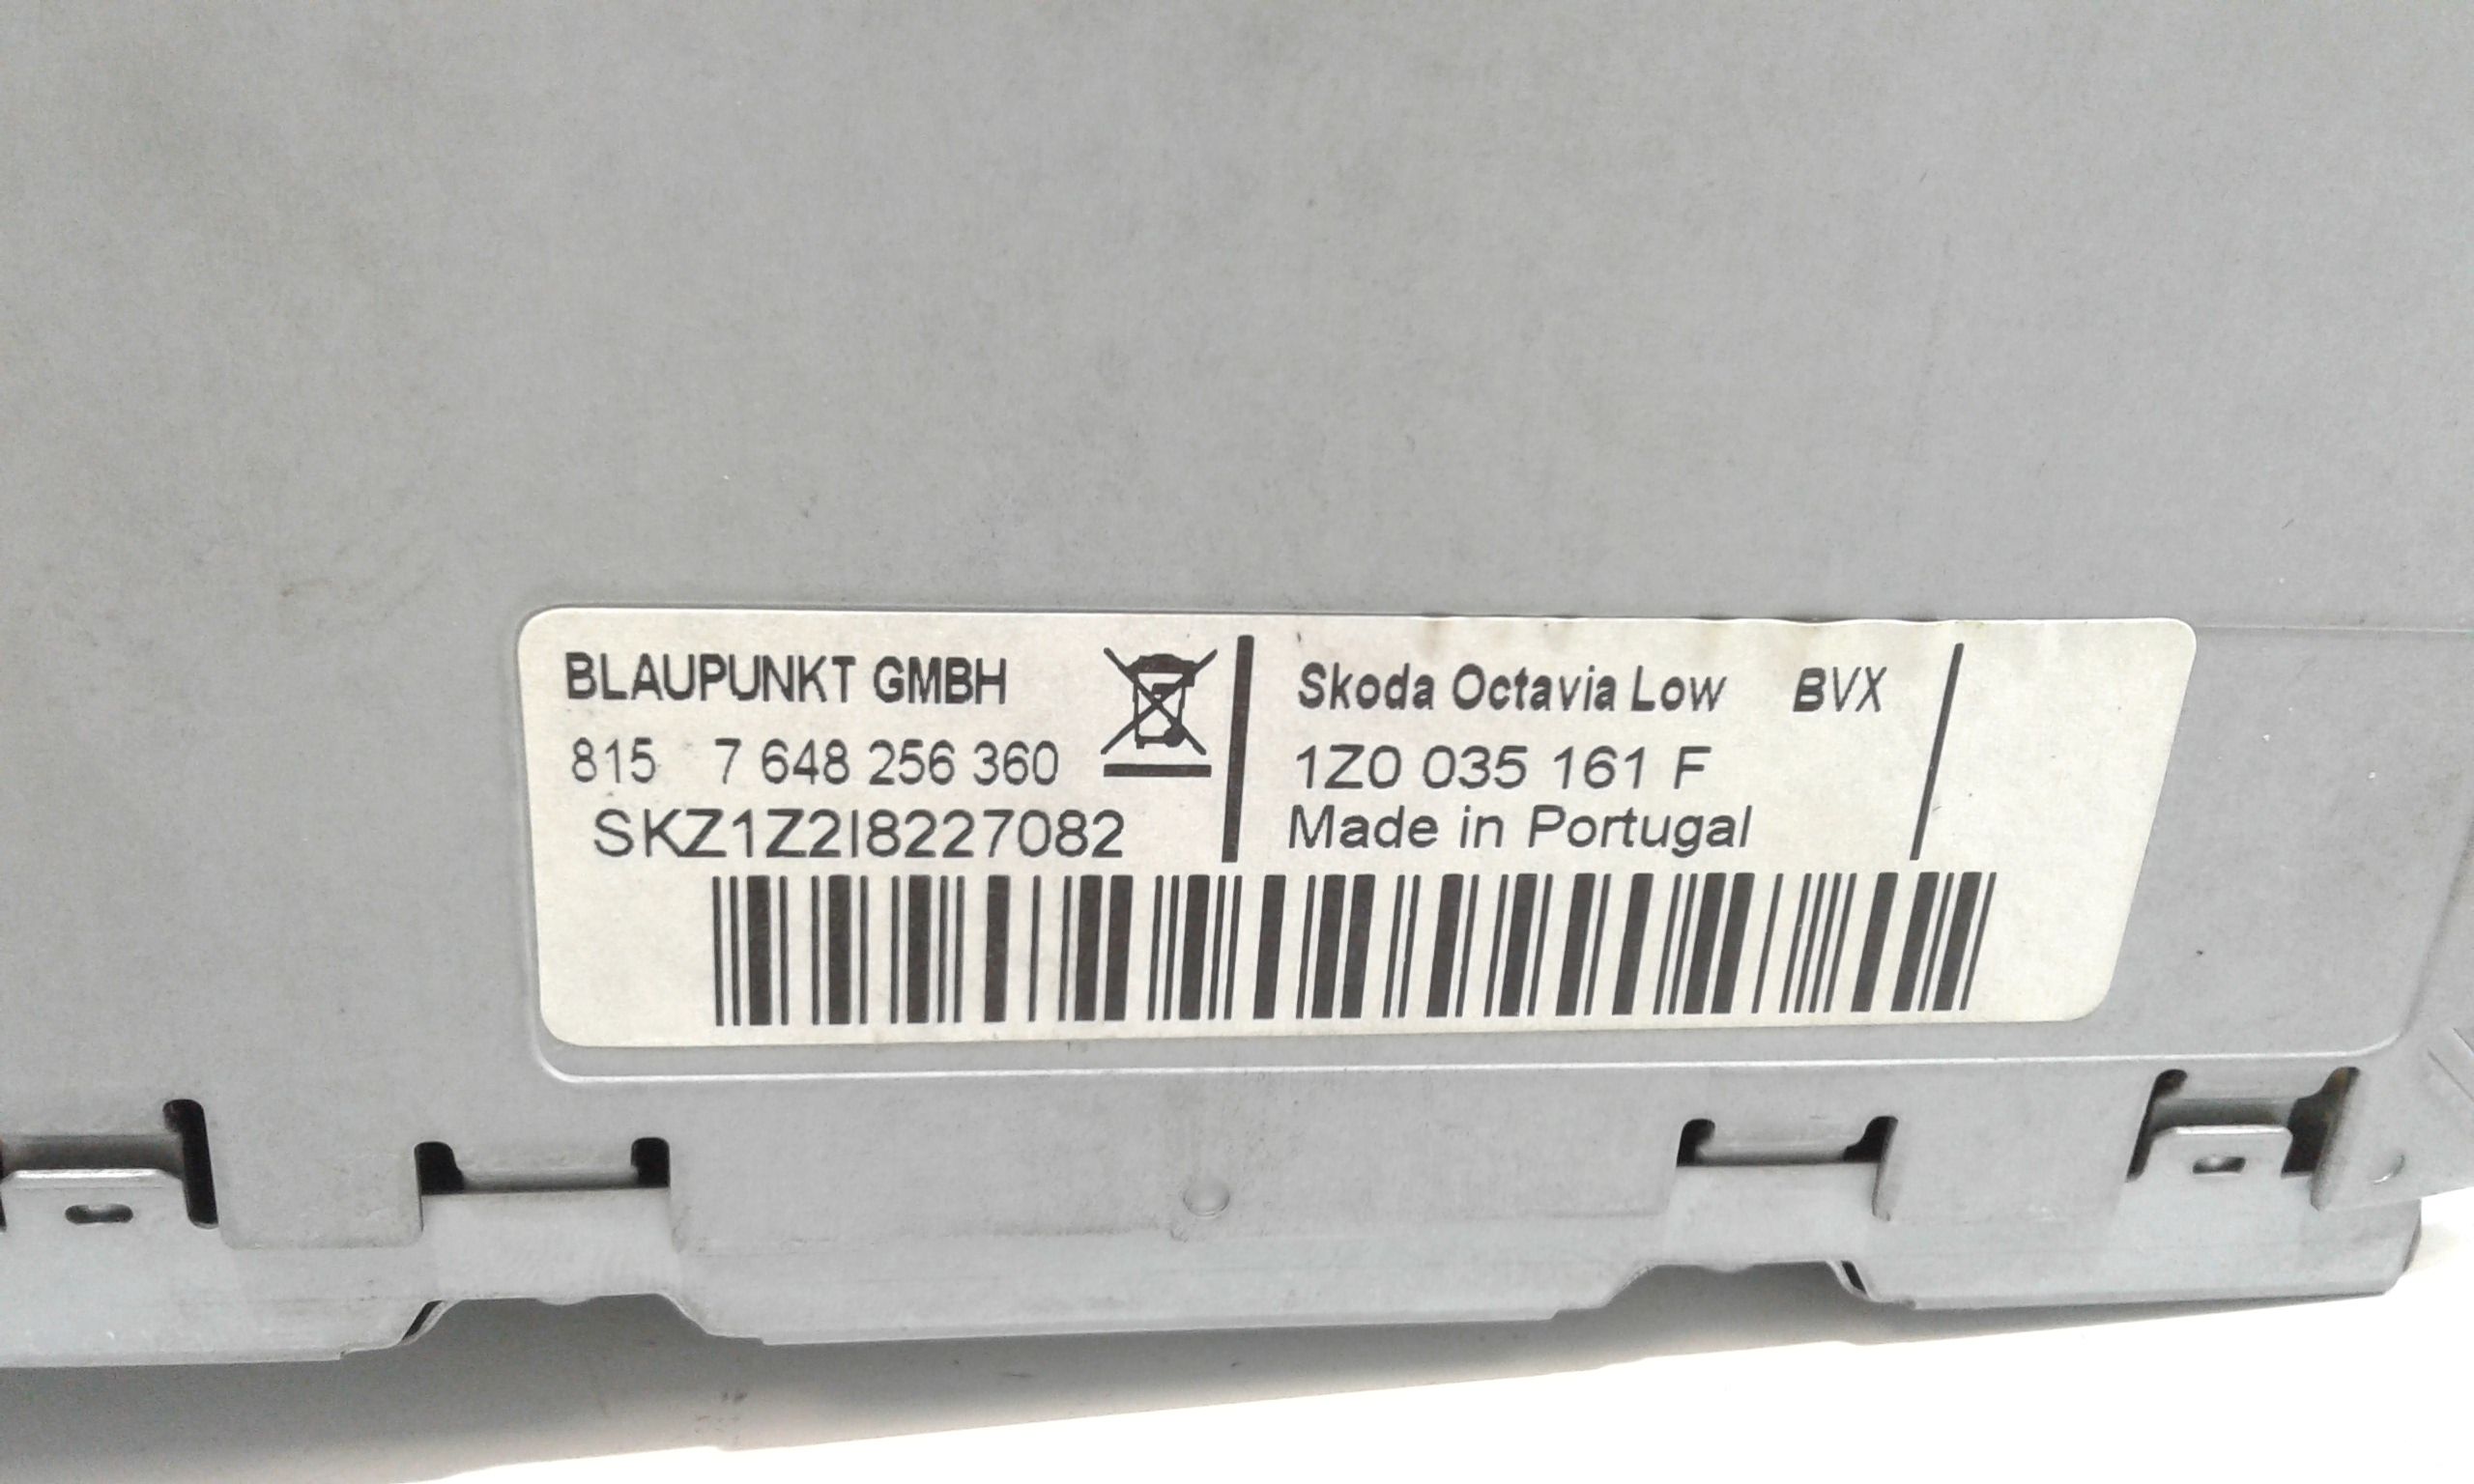 BLAUPUNKT GMBH
815 7 648 256 360
SKZ1Z2I8227082
Skoda Octavia Low BVX
1Z0 035 161 F
Made in Portugal